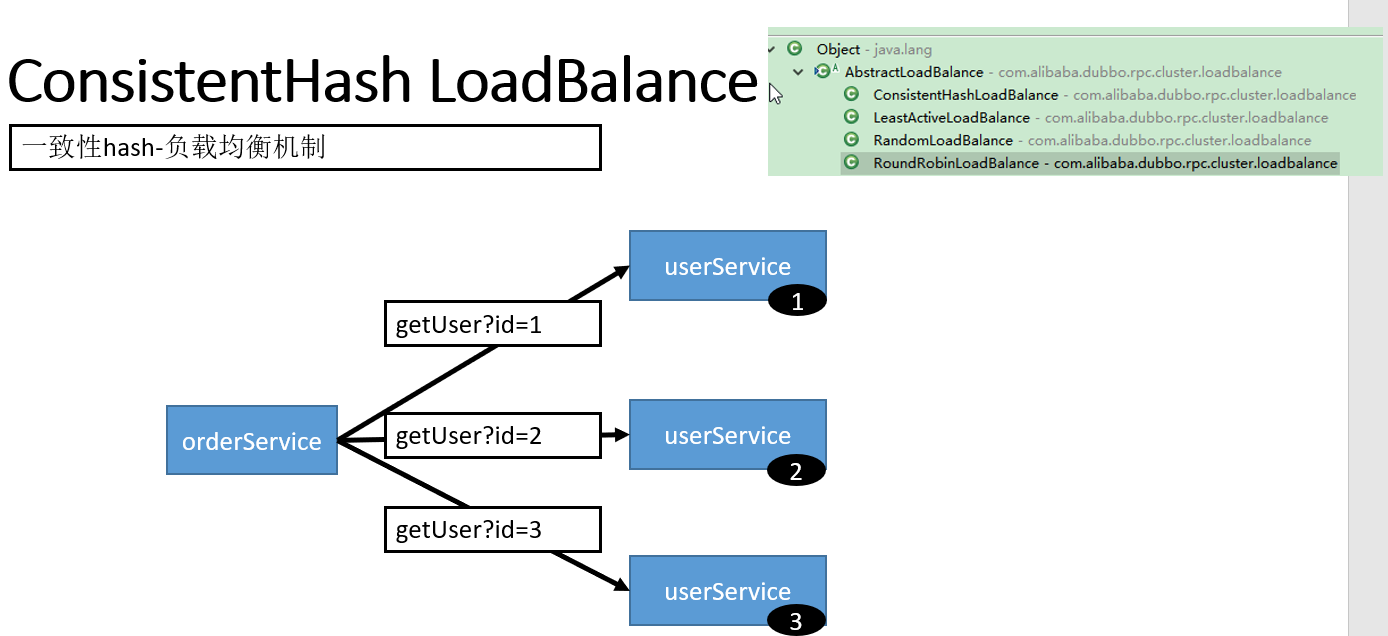 ConsistentHash LoadBalance
一致性hash-负载均衡机制
Object - java.lang
AbstractLoadBalance - com.alibaba.dubbo.rpc.cluster.loadbalance
ConsistentHashLoadBalance - com.alibaba.dubbo.rpc.cluster.loadbalance
LeastActiveLoadBalance - com.alibaba.dubbo.rpc.cluster.loadbalance
RandomLoadBalance - com.alibaba.dubbo.rpc.cluster.loadbalance
RoundRobinLoadBalance - com.alibaba.dubbo.rpc.cluster.loadbalance
userService
1
getUser?id=1
orderService
getUser?id=2
userService
2
getUser?id=3
userService
3